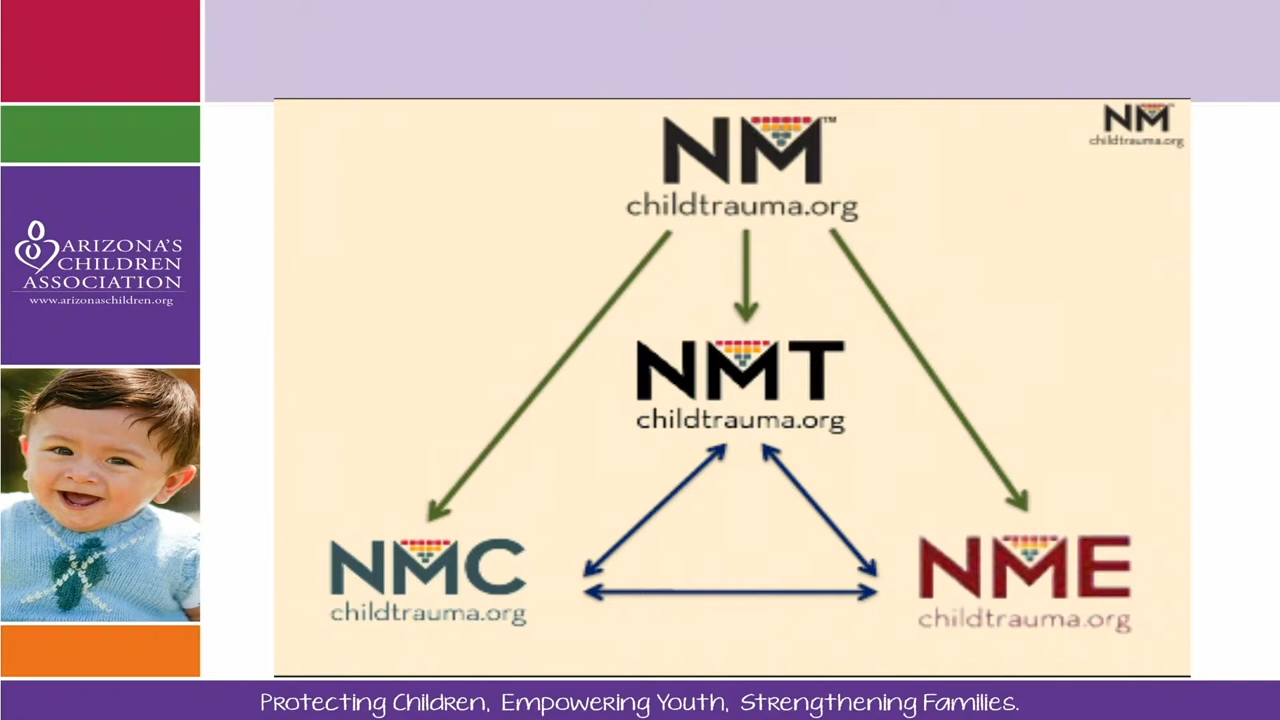 ARIZONA'S
CHILDREN
ASSOCIATION
www.arizonaschildren.org
NM™
childtrauma.org
NM
childtrauma.org
NMT
childtrauma.org
NMC
childtrauma.org
NME
childtrauma.org
Protecting Children, Empowering Youth, Strengthening Families.